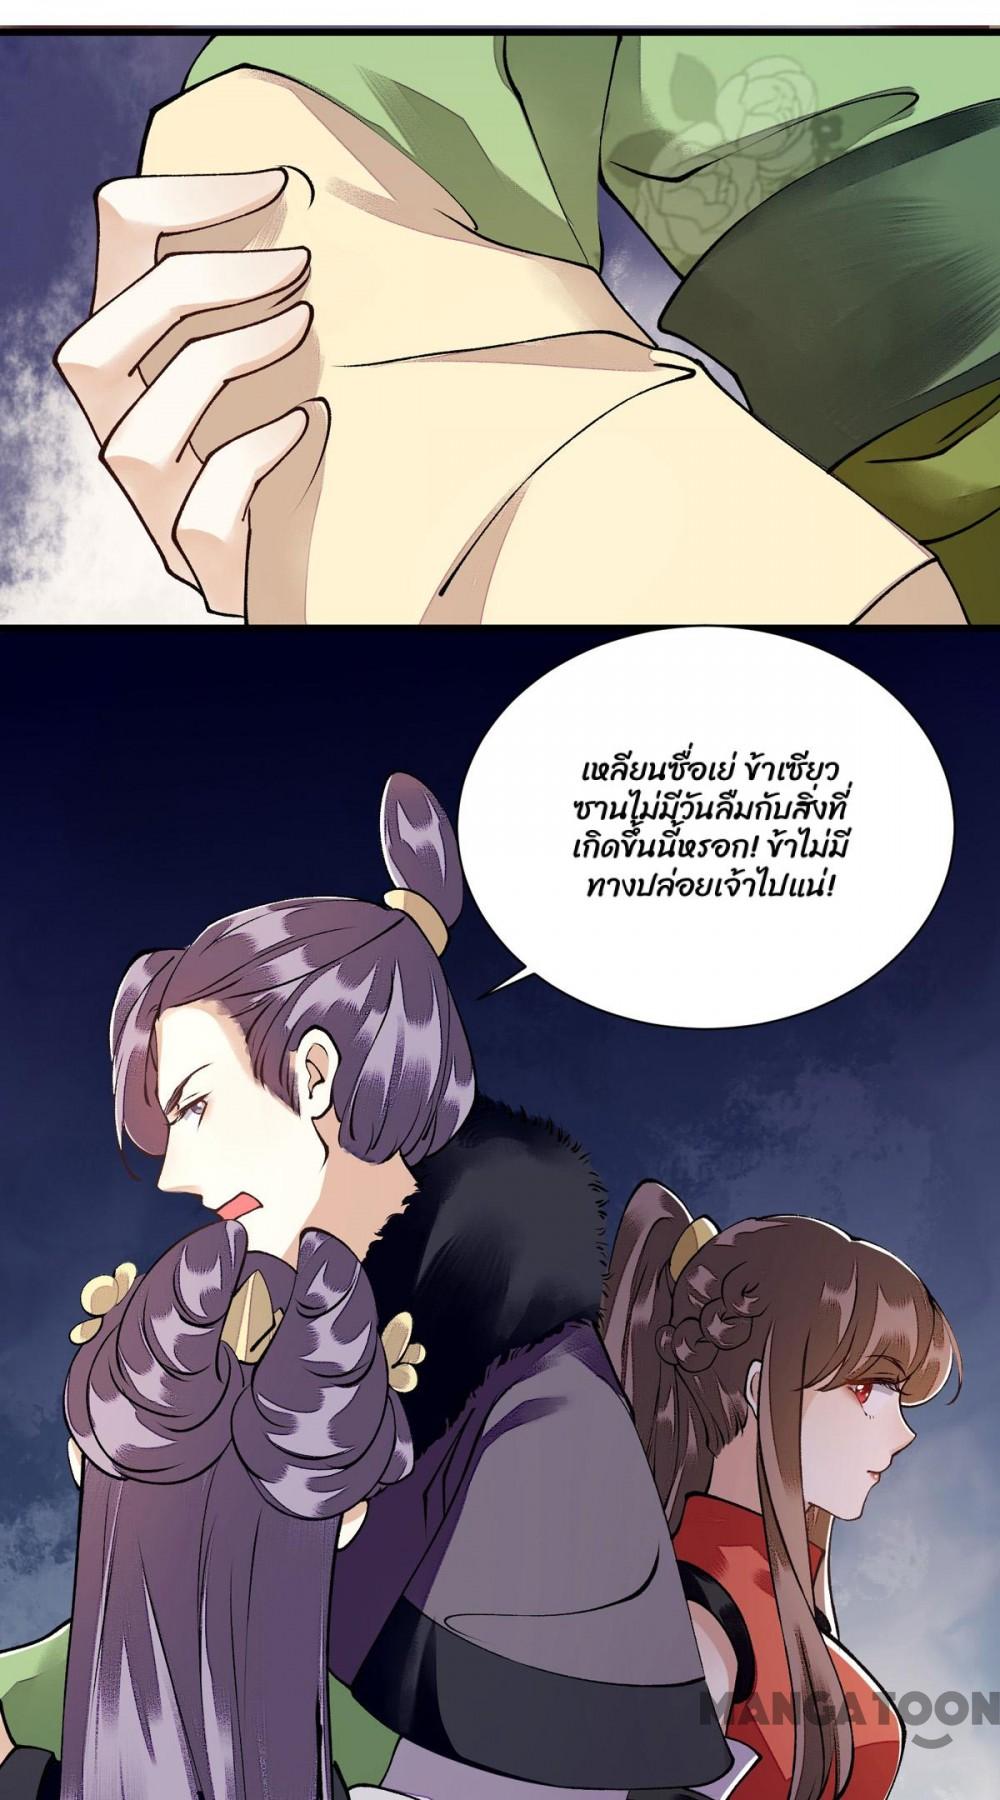 เหลียนซื่อเย่ ข้าเซียว
ซานไม่มีวันลืมกับสิ่งที่
เกิดขึ้นนี้หรอก! ข้าไม่มี
ทางปล่อยเจ้าไปแน่!
MANGATOON